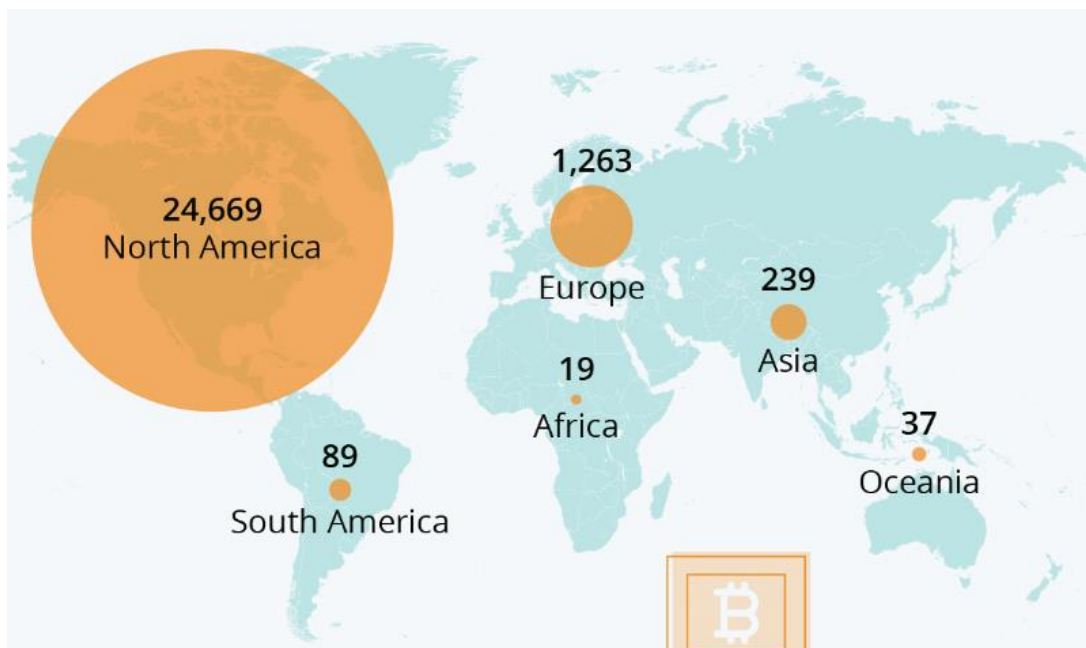 24,669
North America
1,263
Europe
239
Asia
19
Africa
37
Oceania
89
South America